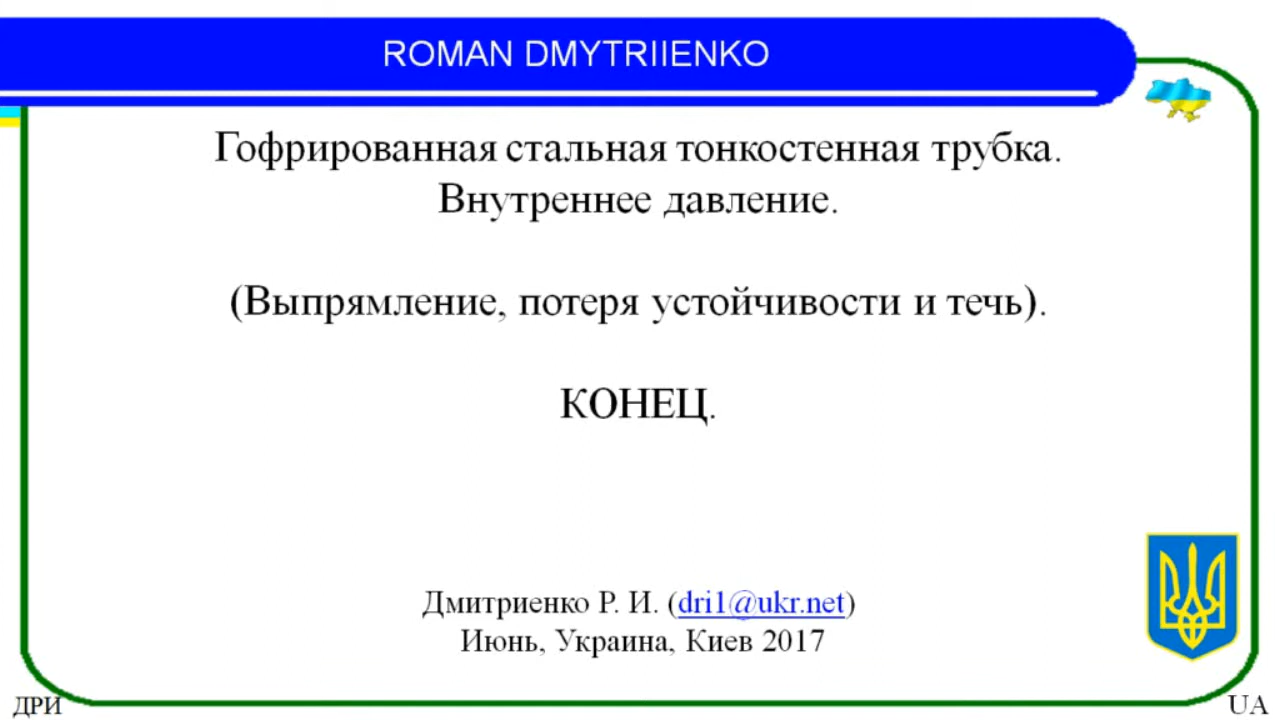 ROMAN DMYTRIIENKO
Гофрированная стальная тонкостенная трубка.
Внутреннее давление.
(Выпрямление, потеря устойчивости и течь).
КОНЕЦ.
Дмитриенко Р. И. (dri1@ukr.net)
Июнь, Украина, Киев 2017
ДРИ
UA